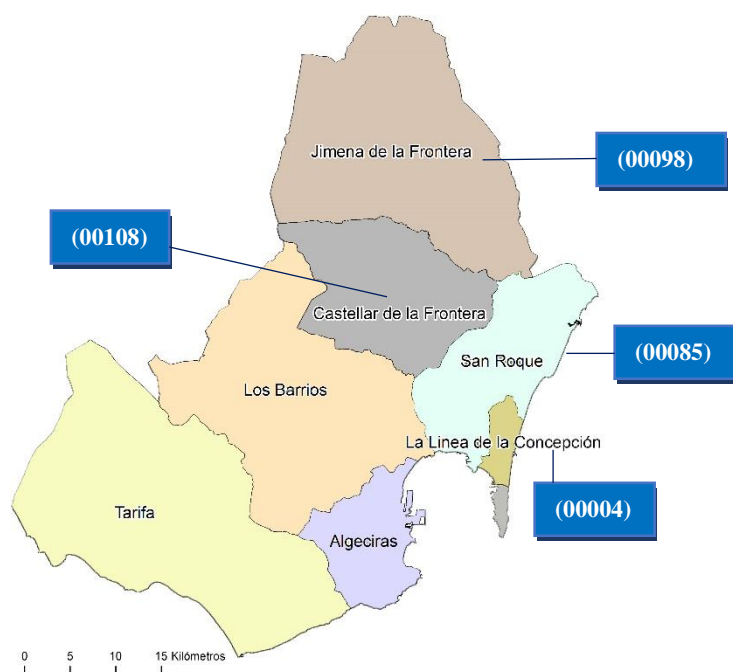 Jimena de la Frontera
(00098)
(00108)
Castellar de la Frontera
(00085)
San Roque
Los Barrios
La Linea de la Concepción
(00004)
Tarifa
Algeciras
0 5 10 15 Kilómetros